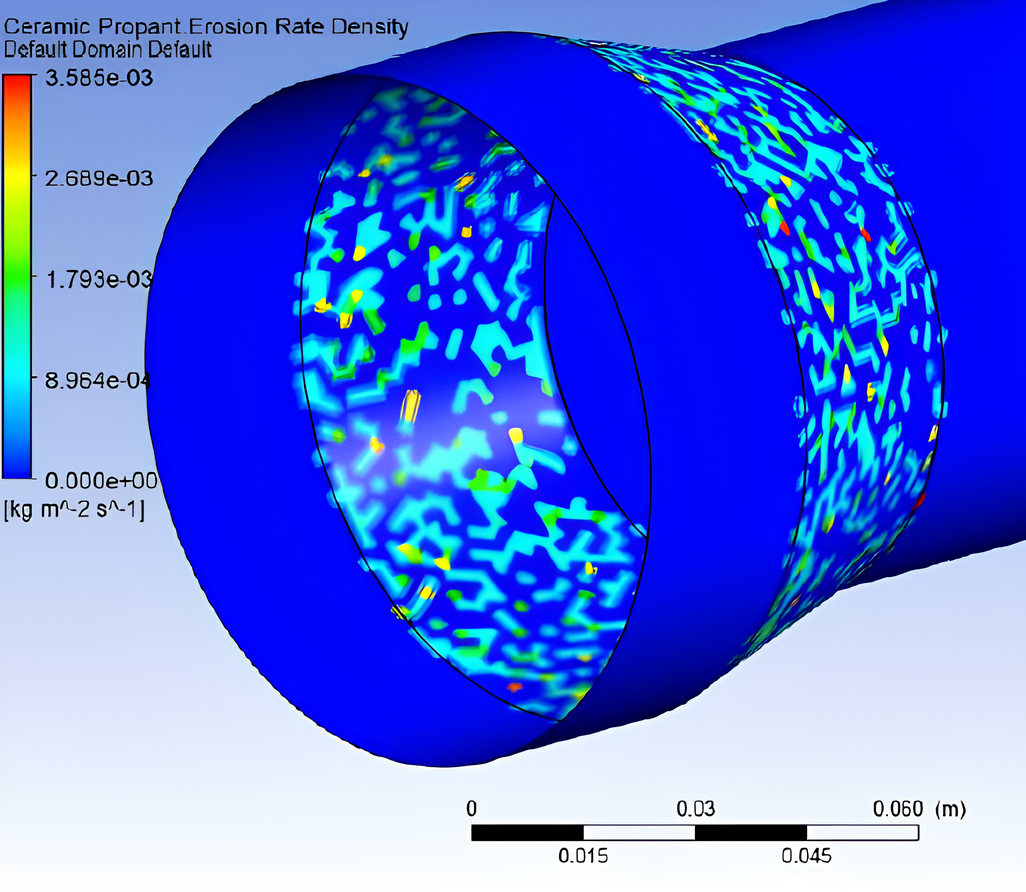 Ceramic Propant.Erosion Rate Density
Default Domain Default
3.585e-03
2.689e-03
1.793e-03
8.964e-04
0.000e+00
[kg m^-2 s^-1]
0 0.03 0.060 (m)
0.015 0.045